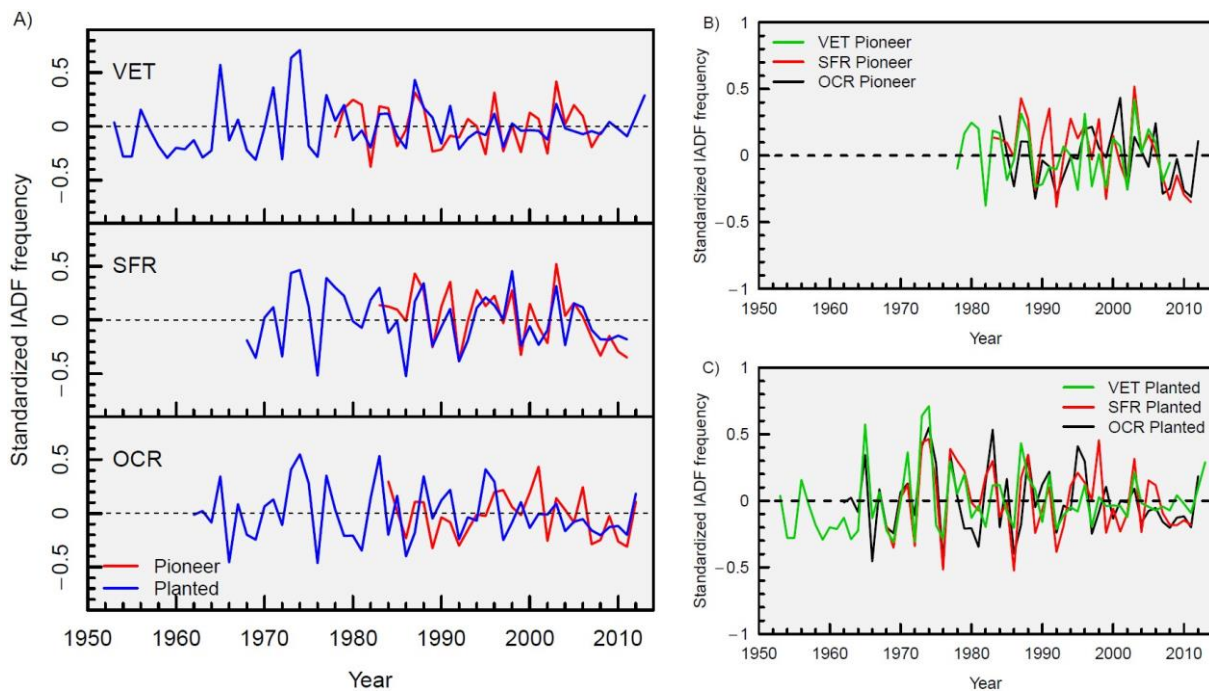 A)
Standardized IADF frequency
VET
0.5
0
−0.5
SFR
0.5
0
−0.5
OCR
0.5
0
−0.5
Pioneer
Planted
1950 1960 1970 1980 1990 2000 2010
Year
B)
Standardized IADF frequency
1
0.5
0
−0.5
−1
VET Pioneer
SFR Pioneer
OCR Pioneer
1950 1960 1970 1980 1990 2000 2010
Year
C)
Standardized IADF frequency
1
0.5
0
−0.5
−1
VET Planted
SFR Planted
OCR Planted
1950 1960 1970 1980 1990 2000 2010
Year